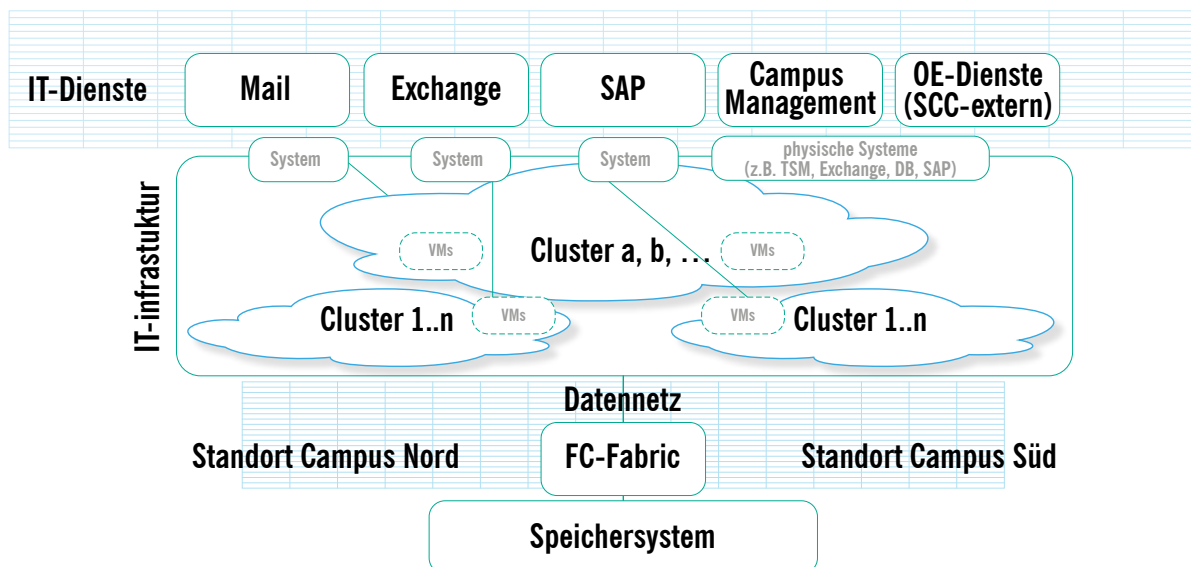 IT-Dienste
Mail
Exchange
SAP
Campus
Management
OE-Dienste
(SCC-extern)
System
System
System
physische Systeme
(z.B. TSM, Exchange, DB, SAP)
IT-infrastuktur
VMs
Cluster a, b, …
VMs
Cluster 1..n
VMs
VMs
Cluster 1..n
Datennetz
Standort Campus Nord
FC-Fabric
Standort Campus Süd
Speichersystem